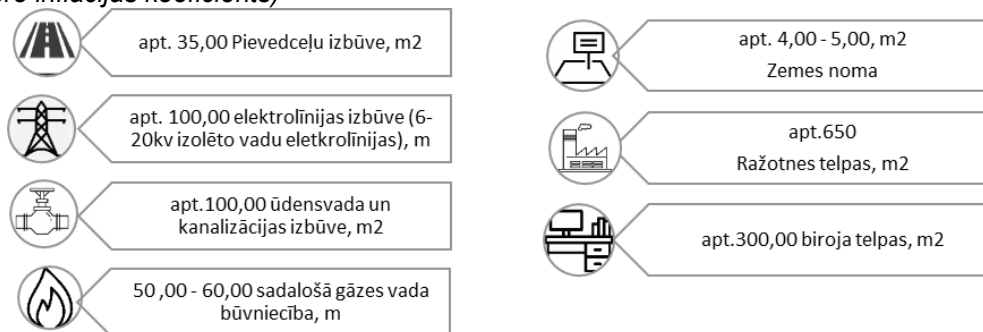 apt. 35,00 Pievedceļu izbūve, m2
apt. 100,00 elektrolīnijas izbūve (6-
20kv izolēto vadu eletkrolīnijas), m
apt.100,00 ūdensvada un
kanalizācijas izbūve, m2
50 ,00 - 60,00 sadalošā gāzes vada
būvniecība, m
apt. 4,00 - 5,00, m2
Zemes noma
apt.650
Ražotnes telpas, m2
apt.300,00 biroja telpas, m2